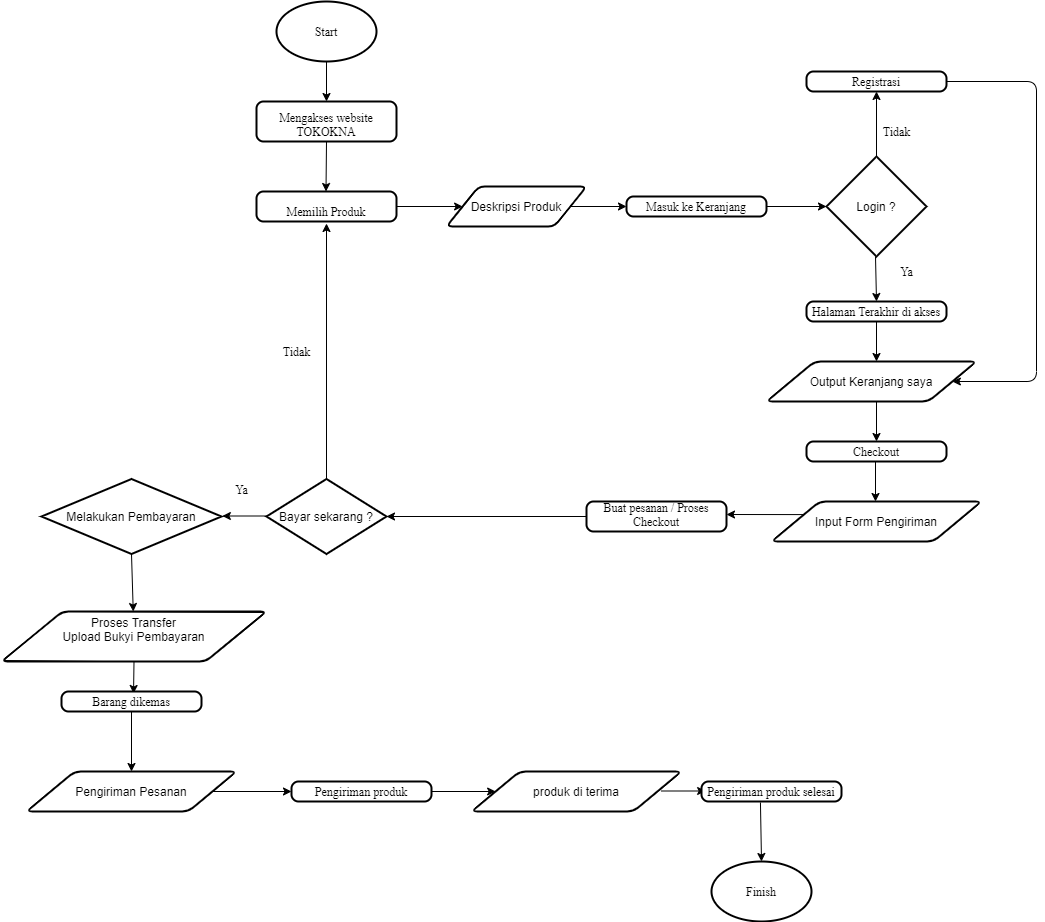 Start
Mengakses website
TOKOKNA
Memilih Produk
Deskripsi Produk
Masuk ke Keranjang
Login ?
Tidak
Registrasi
Ya
Halaman Terakhir di akses
Output Keranjang saya
Checkout
Input Form Pengiriman
Buat pesanan / Proses
Checkout
Bayar sekarang ?
Tidak
Ya
Melakukan Pembayaran
Proses Transfer
Upload Bukyi Pembayaran
Barang dikemas
Pengiriman Pesanan
Pengiriman produk
produk di terima
Pengiriman produk selesai
Finish